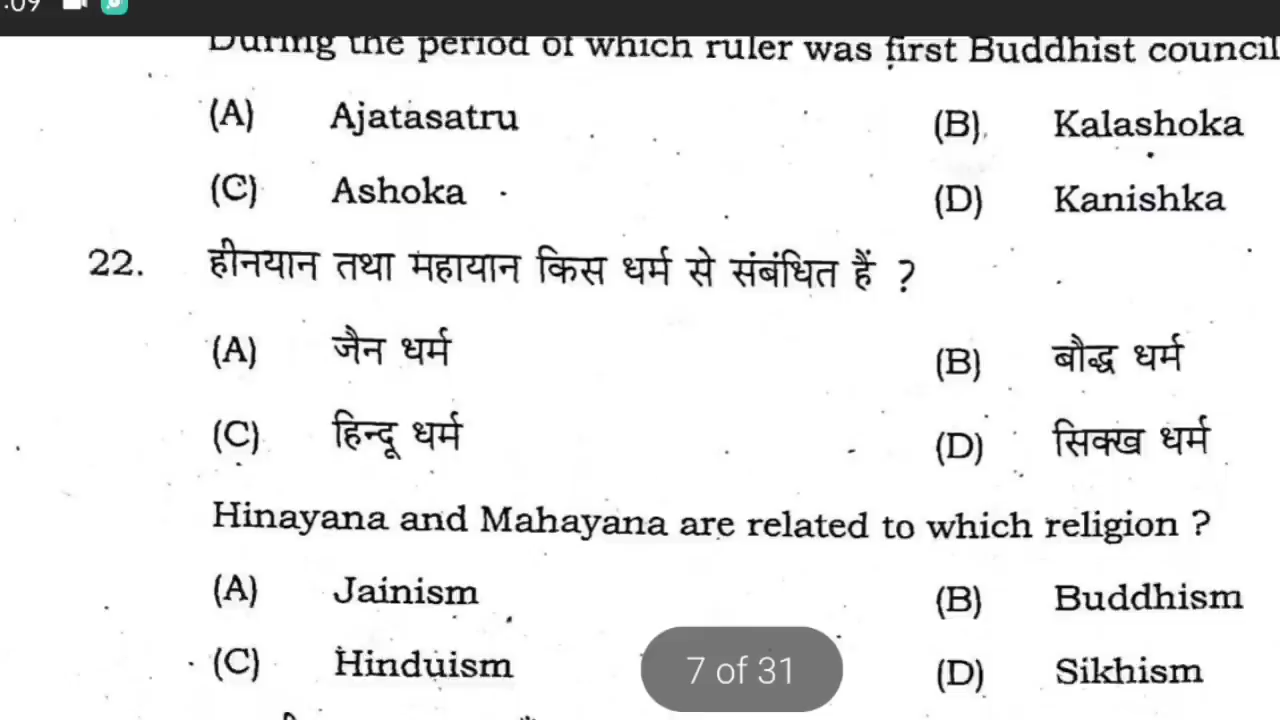 :09
During the period of which ruler was first Buddhist council
(A) Ajatasatru (B) Kalashoka
(C) Ashoka (D) Kanishka
22. हीनयान तथा महायान किस धर्म से संबंधित हैं ?
(A) जैन धर्म (B) बौद्ध धर्म
(C) हिन्दू धर्म (D) सिक्ख धर्म
Hinayana and Mahayana are related to which religion ?
(A) Jainism (B) Buddhism
(C) Hinduism (D) Sikhism
7 of 31